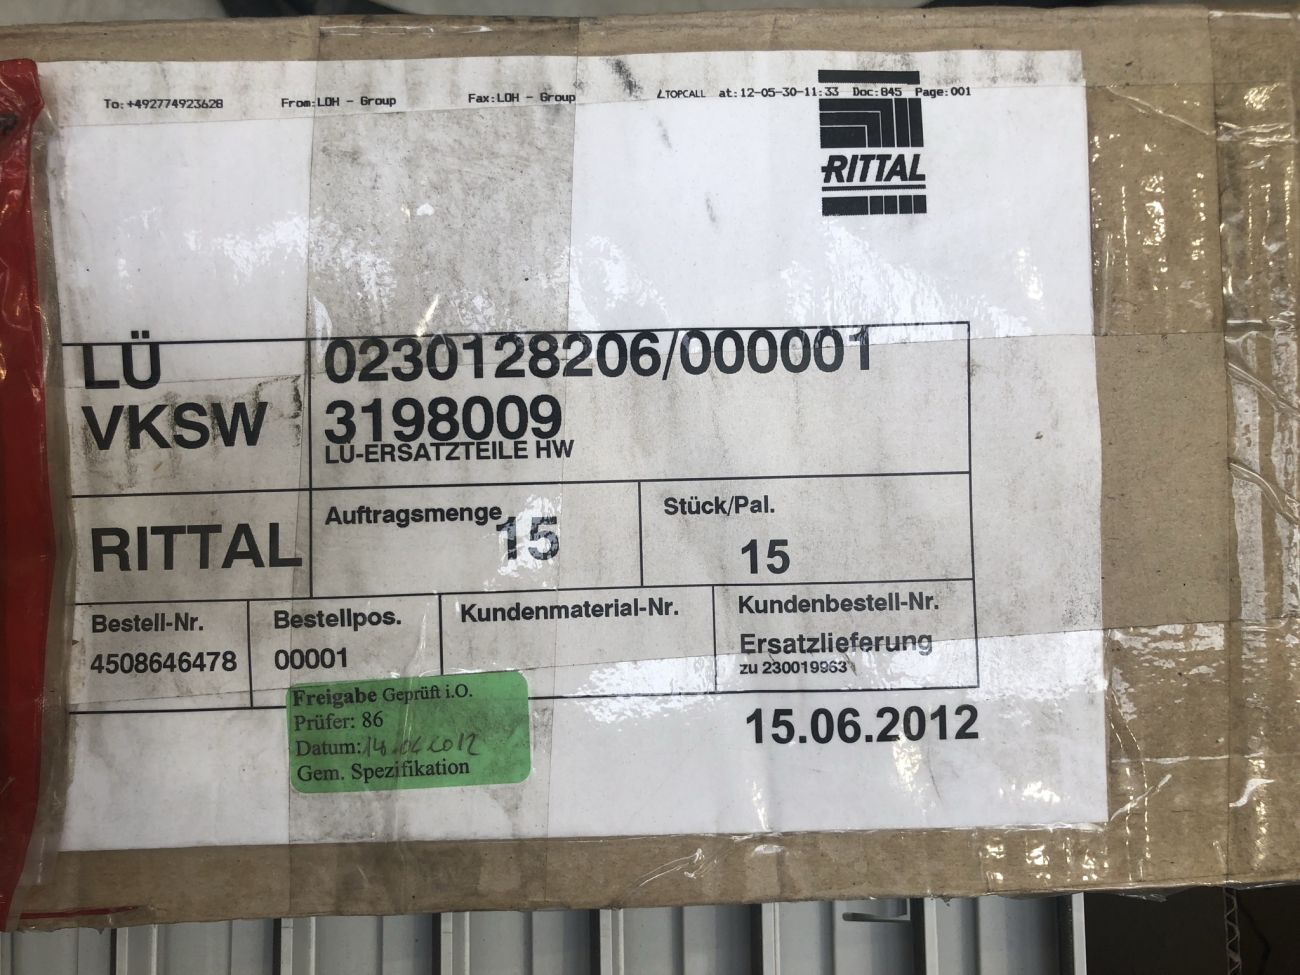 To:+492774923628 From:LOH - Group Fax:LOH - Group TOPCALL at:12-05-30-11:33 Doc:845 Page:001
RITTAL
LÜ 0230128206/000001
VKSW 3198009
LÜ-ERSATZTEILE HW
RITTAL
Auftragsmenge 15
Stück/Pal.
15
Bestell-Nr.
4508646478
Bestellpos.
00001
Kundenmaterial-Nr.
Kundenbestell-Nr.
Ersatzlieferung
zu 230019963
15.06.2012
Freigabe Geprüft i.O.
Prüfer: 86
Datum: 14.06.2012
Gem. Spezifikation